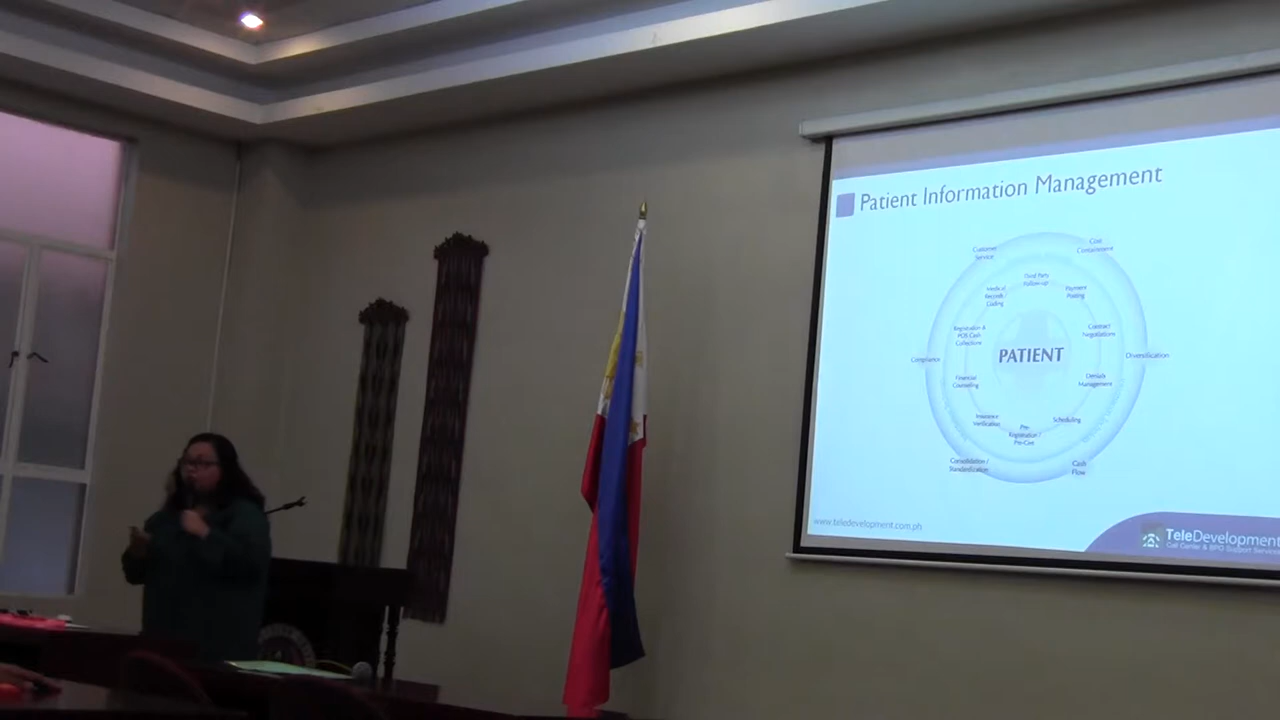 Patient Information Management
Customer
Service
Cost
Containment
Third Party
Follow-up
Medical
Records /
Coding
Payment
Posting
Registration &
POS Cash
Collections
Contract
Negotiations
Compliance
PATIENT
Diversification
Financial
Counseling
Denials
Management
Insurance
Verification
Scheduling
Pre-
Registration /
Pre-Cert
Consolidation /
Standardization
Cash
Flow
www.teledevelopment.com.ph
TeleDevelopment
Call Center & BPO Support Services